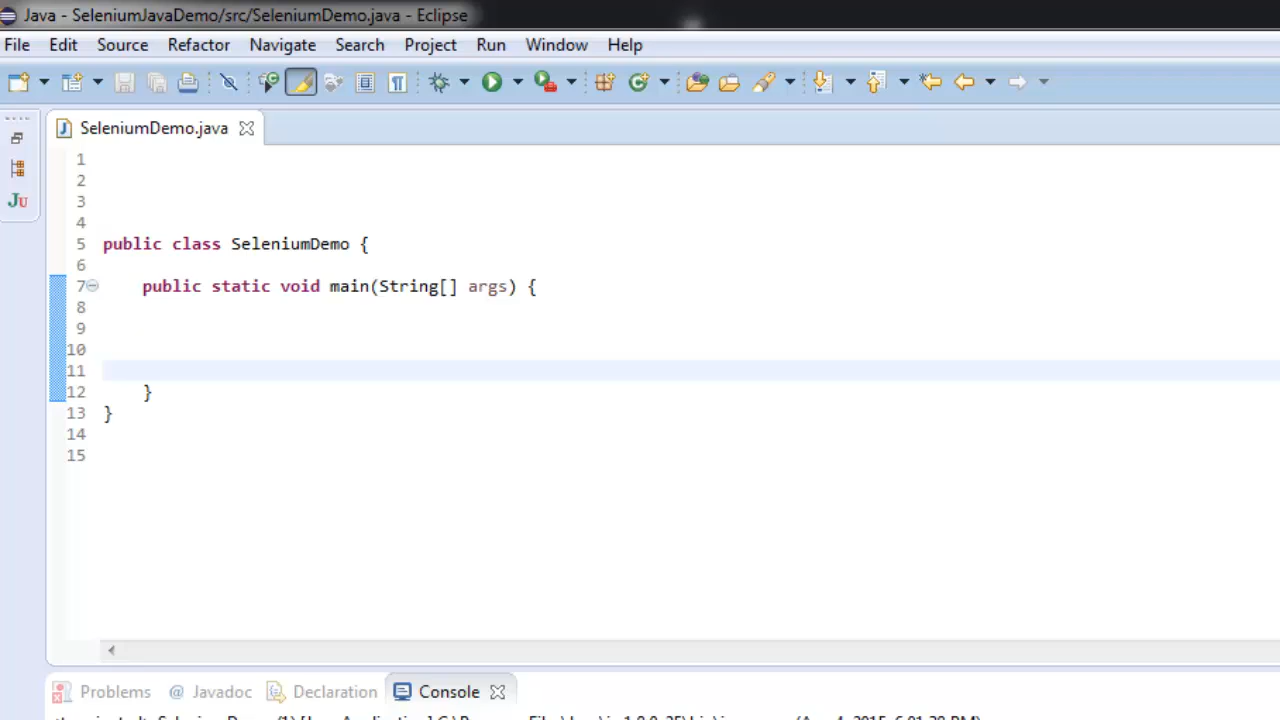 Java - SeleniumJavaDemo/src/SeleniumDemo.java - Eclipse
File Edit Source Refactor Navigate Search Project Run Window Help
SeleniumDemo.java
1
2
3
4
5 public class SeleniumDemo {
6
7 public static void main(String[] args) {
8
9
10
11
12 }
13 }
14
15
Problems @ Javadoc Declaration Console